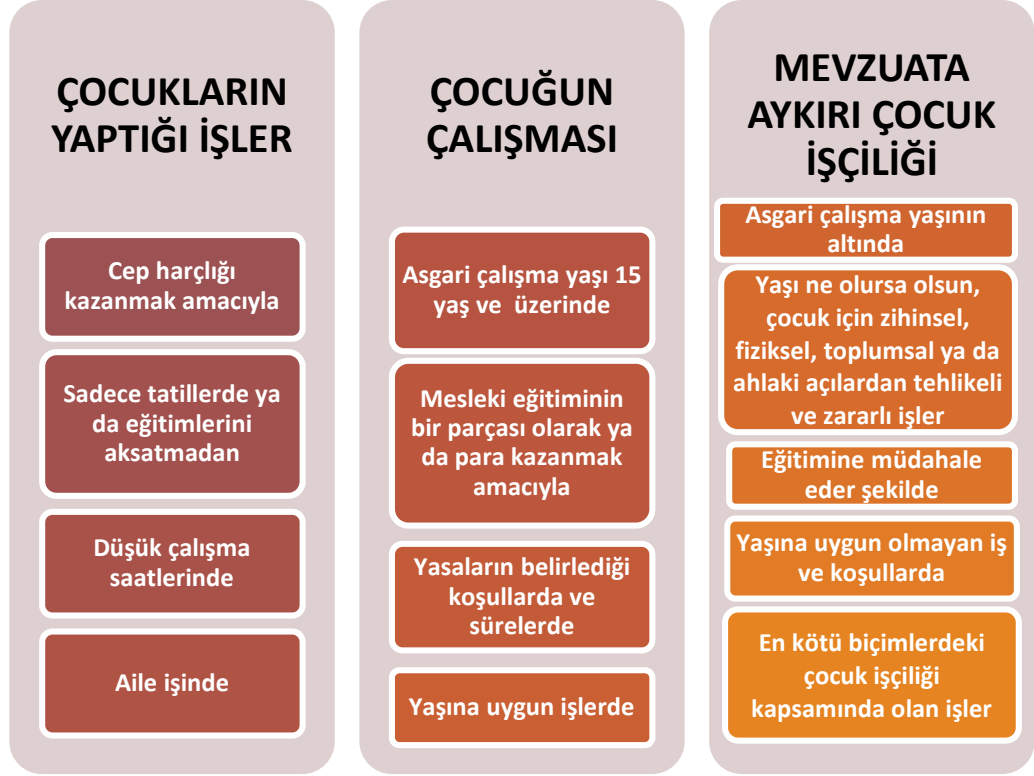 ÇOCUKLARIN
YAPTIĞI İŞLER
Cep harçlığı
kazanmak amacıyla
Sadece tatillerde ya
da eğitimlerini
aksatmadan
Düşük çalışma
saatlerinde
Aile işinde
ÇOCUĞUN
ÇALIŞMASI
Asgari çalışma yaşı 15
yaş ve üzerinde
Mesleki eğitiminin
bir parçası olarak ya
da para kazanmak
amacıyla
Yasaların belirlediği
koşullarda ve
sürelerde
Yaşına uygun işlerde
MEVZUATA
AYKIRI ÇOCUK
İŞÇİLİĞİ
Asgari çalışma yaşının
altında
Yaşı ne olursa olsun,
çocuk için zihinsel,
fiziksel, toplumsal ya da
ahlaki açılardan tehlikeli
ve zararlı işler
Eğitimine müdahale
eder şekilde
Yaşına uygun olmayan iş
ve koşullarda
En kötü biçimlerdeki
çocuk işçiliği
kapsamında olan işler